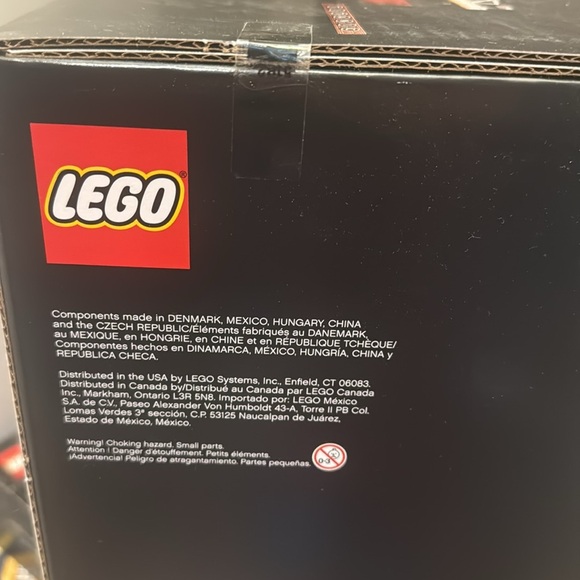 LEGO®
Components made in DENMARK, MEXICO, HUNGARY, CHINA
and the CZECH REPUBLIC/Éléments fabriqués au DANEMARK,
au MEXIQUE, en HONGRIE, en CHINE et en RÉPUBLIQUE TCHÈQUE/
Componentes hechos en DINAMARCA, MÉXICO, HUNGRÍA, CHINA y
REPÚBLICA CHECA.
Distributed in the USA by LEGO Systems, Inc., Enfield, CT 06083.
Distributed in Canada by/Distribué au Canada par LEGO Canada
Inc., Markham, Ontario L3R 5N8. Importado por: LEGO México
S.A. de C.V., Paseo Alexander Von Humboldt 43-A, Torre II PB Col.
Lomas Verdes 3ª sección, C.P. 53125 Naucalpan de Juárez,
Estado de México, México.
Warning! Choking hazard. Small parts.
Attention ! Danger d'étouffement. Petits éléments.
¡Advertencia! Peligro de atragantamiento. Partes pequeñas.
0-3